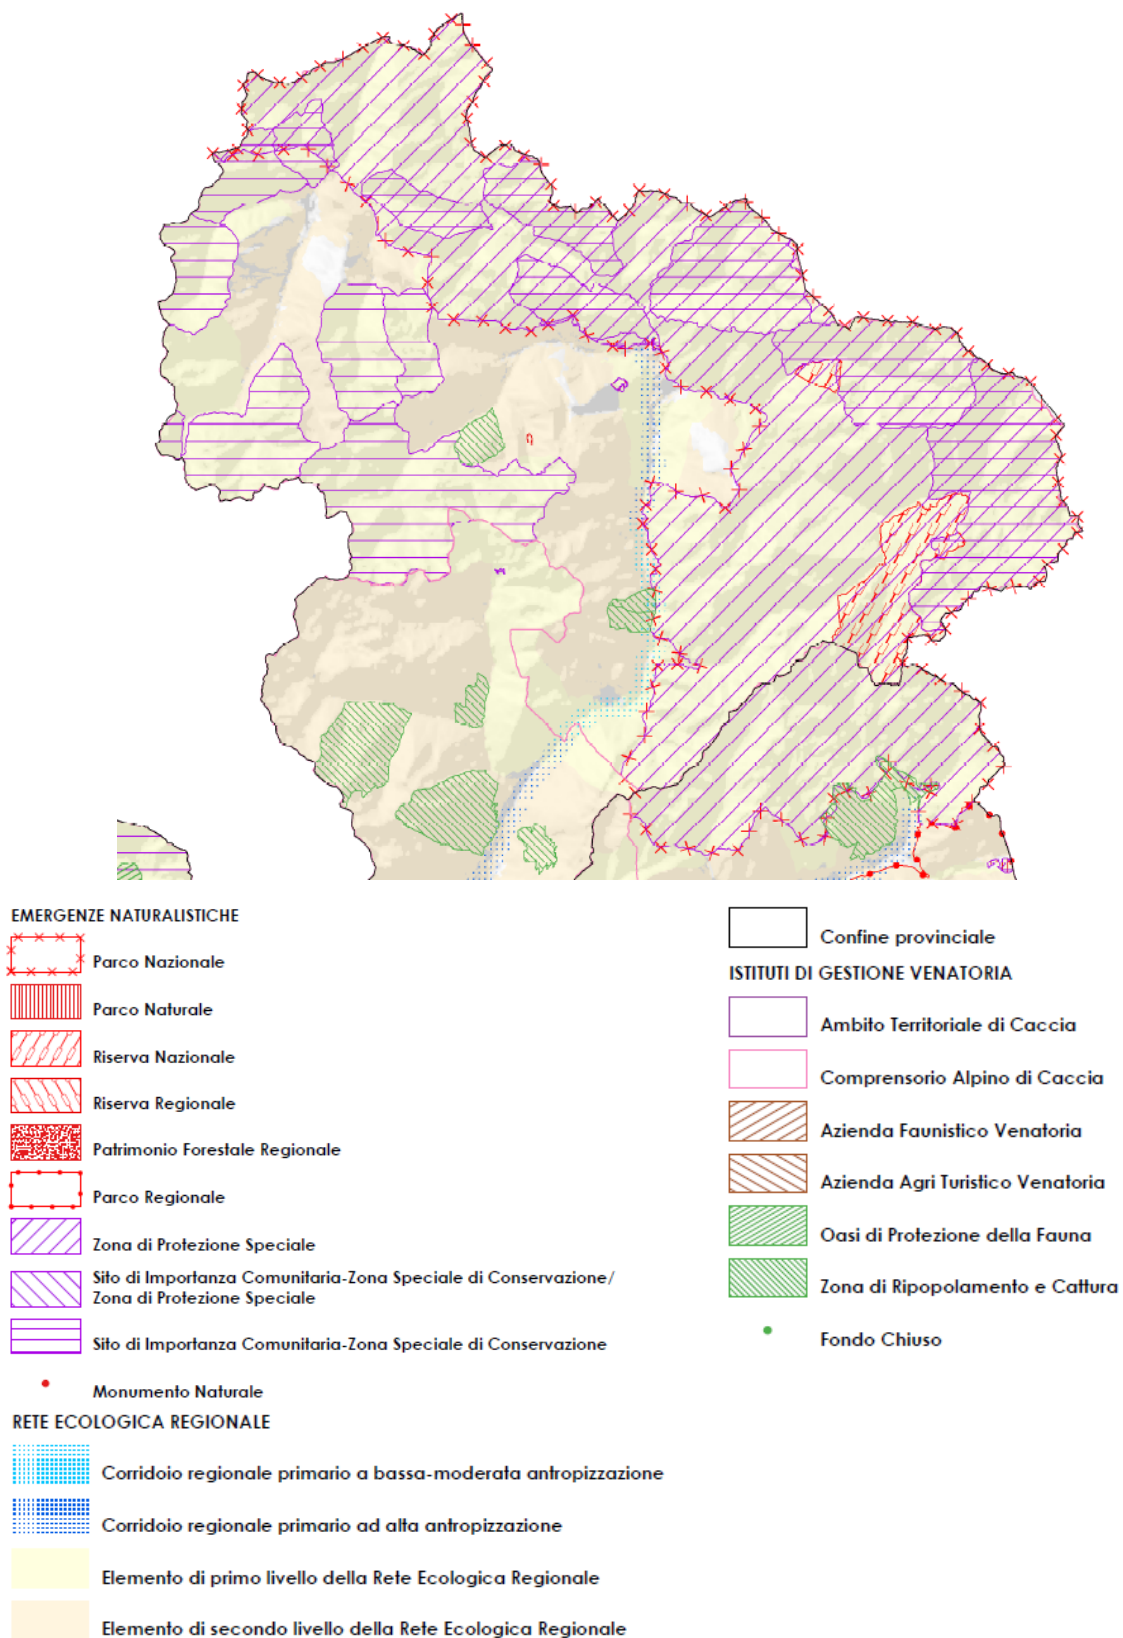 EMERGENZE NATURALISTICHE
Parco Nazionale
Parco Naturale
Riserva Nazionale
Riserva Regionale
Patrimonio Forestale Regionale
Parco Regionale
Zona di Protezione Speciale
Sito di Importanza Comunitaria-Zona Speciale di Conservazione/
Zona di Protezione Speciale
Sito di Importanza Comunitaria-Zona Speciale di Conservazione
Monumento Naturale
RETE ECOLOGICA REGIONALE
Corridoio regionale primario a bassa-moderata antropizzazione
Corridoio regionale primario ad alta antropizzazione
Elemento di primo livello della Rete Ecologica Regionale
Elemento di secondo livello della Rete Ecologica Regionale
Confine provinciale
ISTITUTI DI GESTIONE VENATORIA
Ambito Territoriale di Caccia
Comprensorio Alpino di Caccia
Azienda Faunistico Venatoria
Azienda Agri Turistico Venatoria
Oasi di Protezione della Fauna
Zona di Ripopolamento e Cattura
Fondo Chiuso